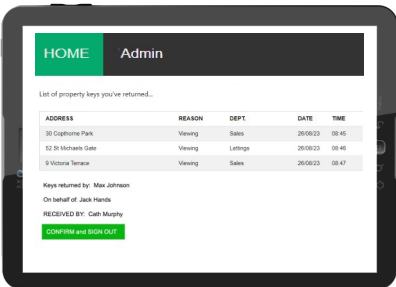 HOME Admin
List of property keys you've returned...
ADDRESS REASON DEPT. DATE TIME
30 Copthorne Park Viewing Sales 26/08/23 08:45
52 St Michaels Gate Viewing Lettings 26/08/23 08:46
9 Victoria Terrace Viewing Sales 26/08/23 08:47
Keys returned by: Max Johnson
On behalf of: Jack Hands
RECEIVED BY: Cath Murphy
CONFIRM and SIGN OUT